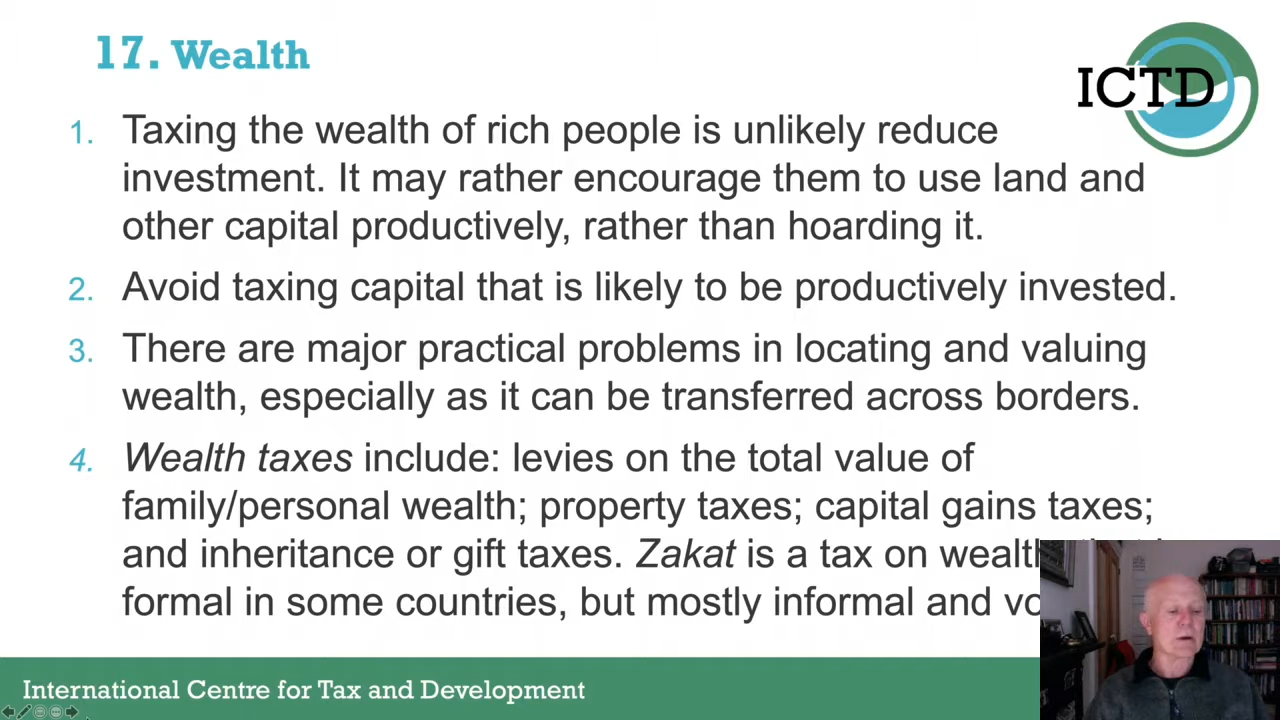 17. Wealth
ICTD
1. Taxing the wealth of rich people is unlikely reduce
investment. It may rather encourage them to use land and
other capital productively, rather than hoarding it.
2. Avoid taxing capital that is likely to be productively invested.
3. There are major practical problems in locating and valuing
wealth, especially as it can be transferred across borders.
4. Wealth taxes include: levies on the total value of
family/personal wealth; property taxes; capital gains taxes;
and inheritance or gift taxes. Zakat is a tax on wealth
formal in some countries, but mostly informal and
International Centre for Tax and Development